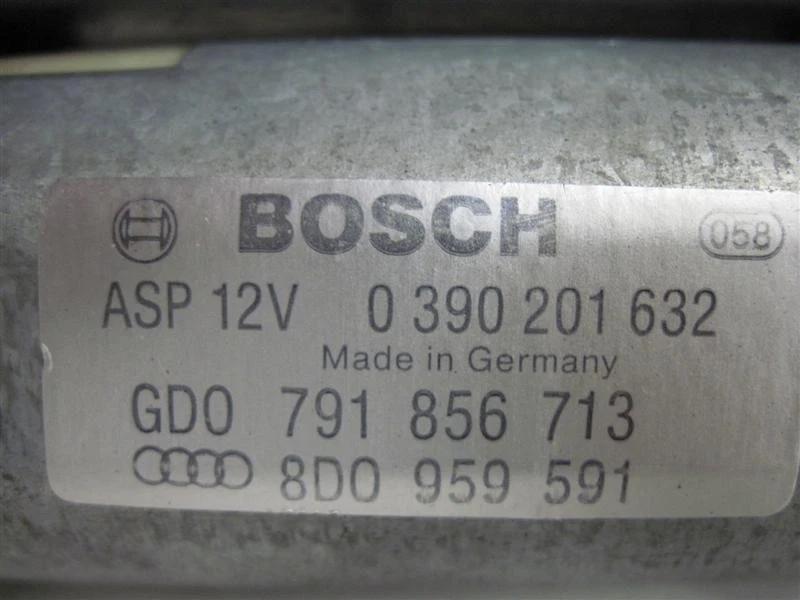 BOSCH 058
ASP 12V 0 390 201 632
Made in Germany
GD0 791 856 713
8D0 959 591